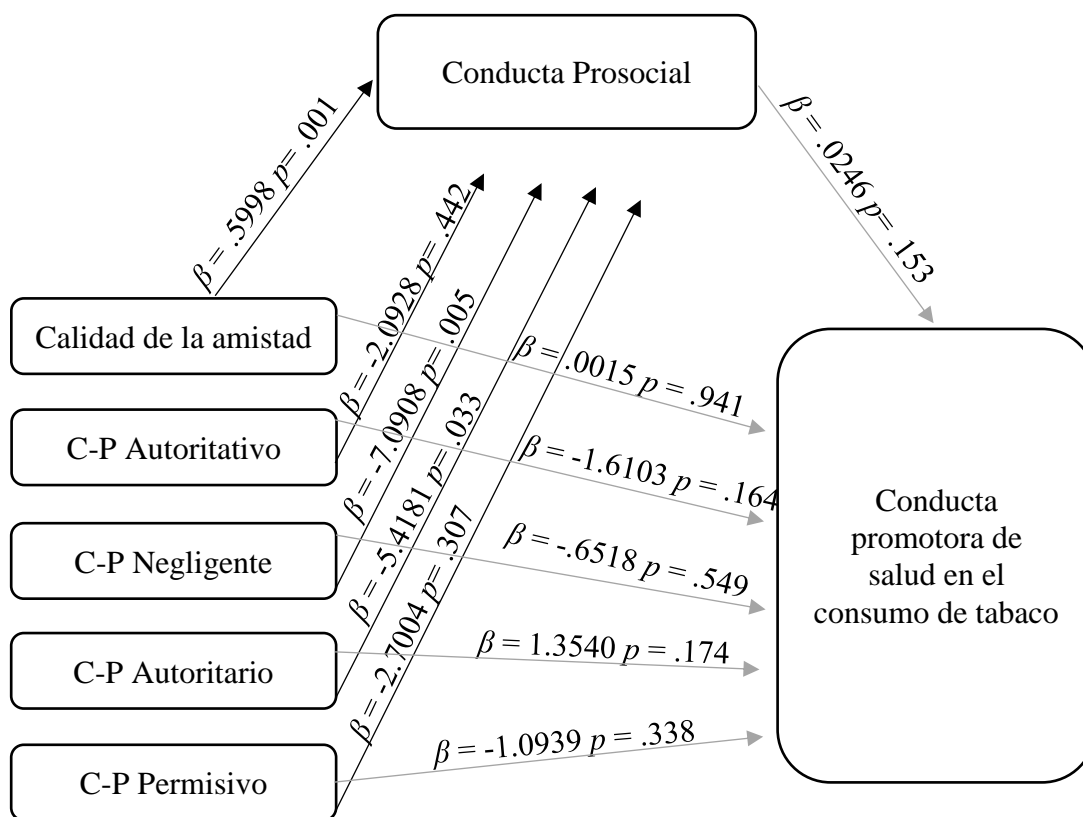 Conducta Prosocial
β = .5998 p= .001
β = .0246 p= .153
β = -2.0928 p= .442
β = -7.0908 p= .005
β = -5.4181 p= .033
β = -2.7004 p= .307
Calidad de la amistad
C-P Autoritativo
C-P Negligente
C-P Autoritario
C-P Permisivo
β = .0015 p = .941
β = -1.6103 p = .164
β = -.6518 p = .549
β = 1.3540 p = .174
β = -1.0939 p = .338
Conducta
promotora de
salud en el
consumo de tabaco